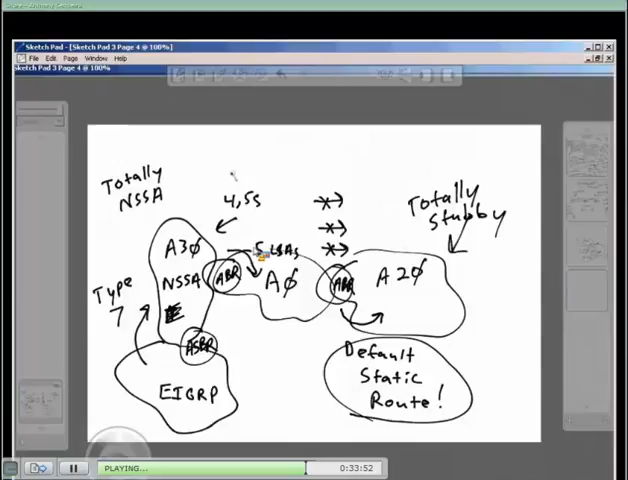 Sketch Pad - [Sketch Pad 3 Page 4 @ 100%]
File Edit Page Window Help
Sketch Pad 3 Page 4 @ 100%]
Totally
NSSA
4,5s
Totally
Stubby
A3Ø
NSSA
5 LSAs
ABR
AØ
ABR
A 2Ø
Type
7
ASBR
EIGRP
Default
Static
Route!
PLAYING...
0:33:52